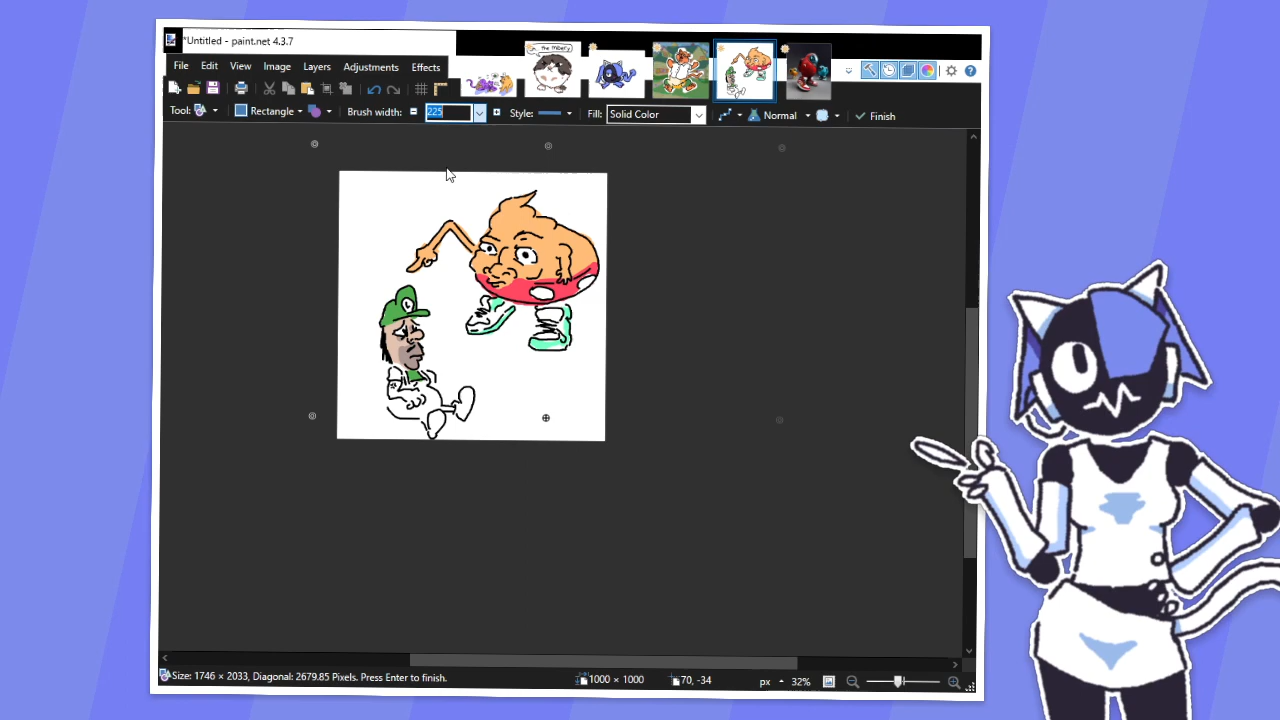 *Untitled - paint.net 4.3.7
File Edit View Image Layers Adjustments Effects
Tool: Rectangle Brush width: 225 Style: Fill: Solid Color Normal Finish
L
Size: 1746 × 2033, Diagonal: 2679.85 Pixels. Press Enter to finish. 1000 × 1000 70, -34 px 32%